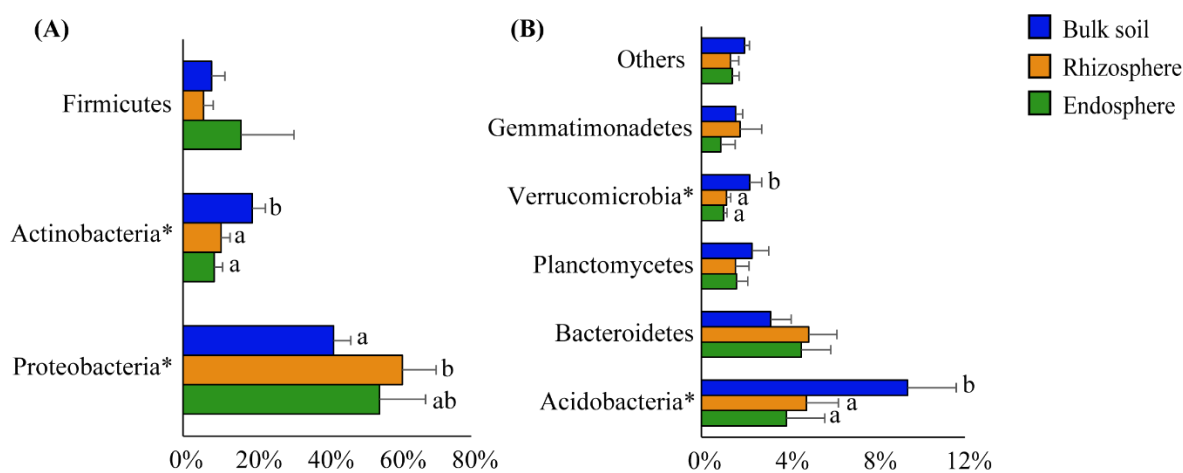 (A)
Firmicutes
Actinobacteria*
b
a
a
Proteobacteria*
a
b
ab
0% 20% 40% 60% 80%
(B)
Others
Gemmatimonadetes
Verrucomicrobia*
b
a
a
Planctomycetes
Bacteroidetes
Acidobacteria*
b
a
a
0% 4% 8% 12%
Bulk soil
Rhizosphere
Endosphere